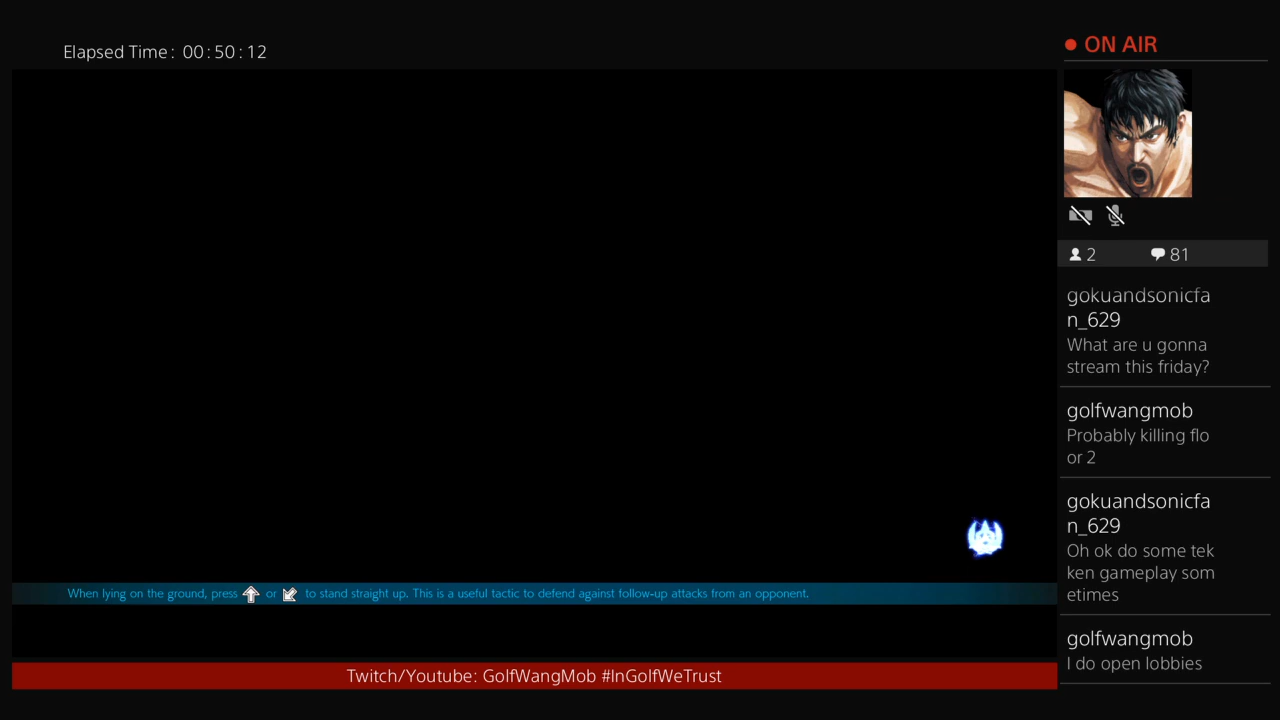 Elapsed Time: 00:50:12
ON AIR
2 81
gokuandsonicfa
n_629
What are u gonna
stream this friday?
golfwangmob
Probably killing flo
or 2
gokuandsonicfa
n_629
Oh ok do some tek
ken gameplay som
etimes
golfwangmob
I do open lobbies
When lying on the ground, press or to stand straight up. This is a useful tactic to defend against follow-up attacks from an opponent.
Twitch/Youtube: GolfWangMob #InGolfWeTrust